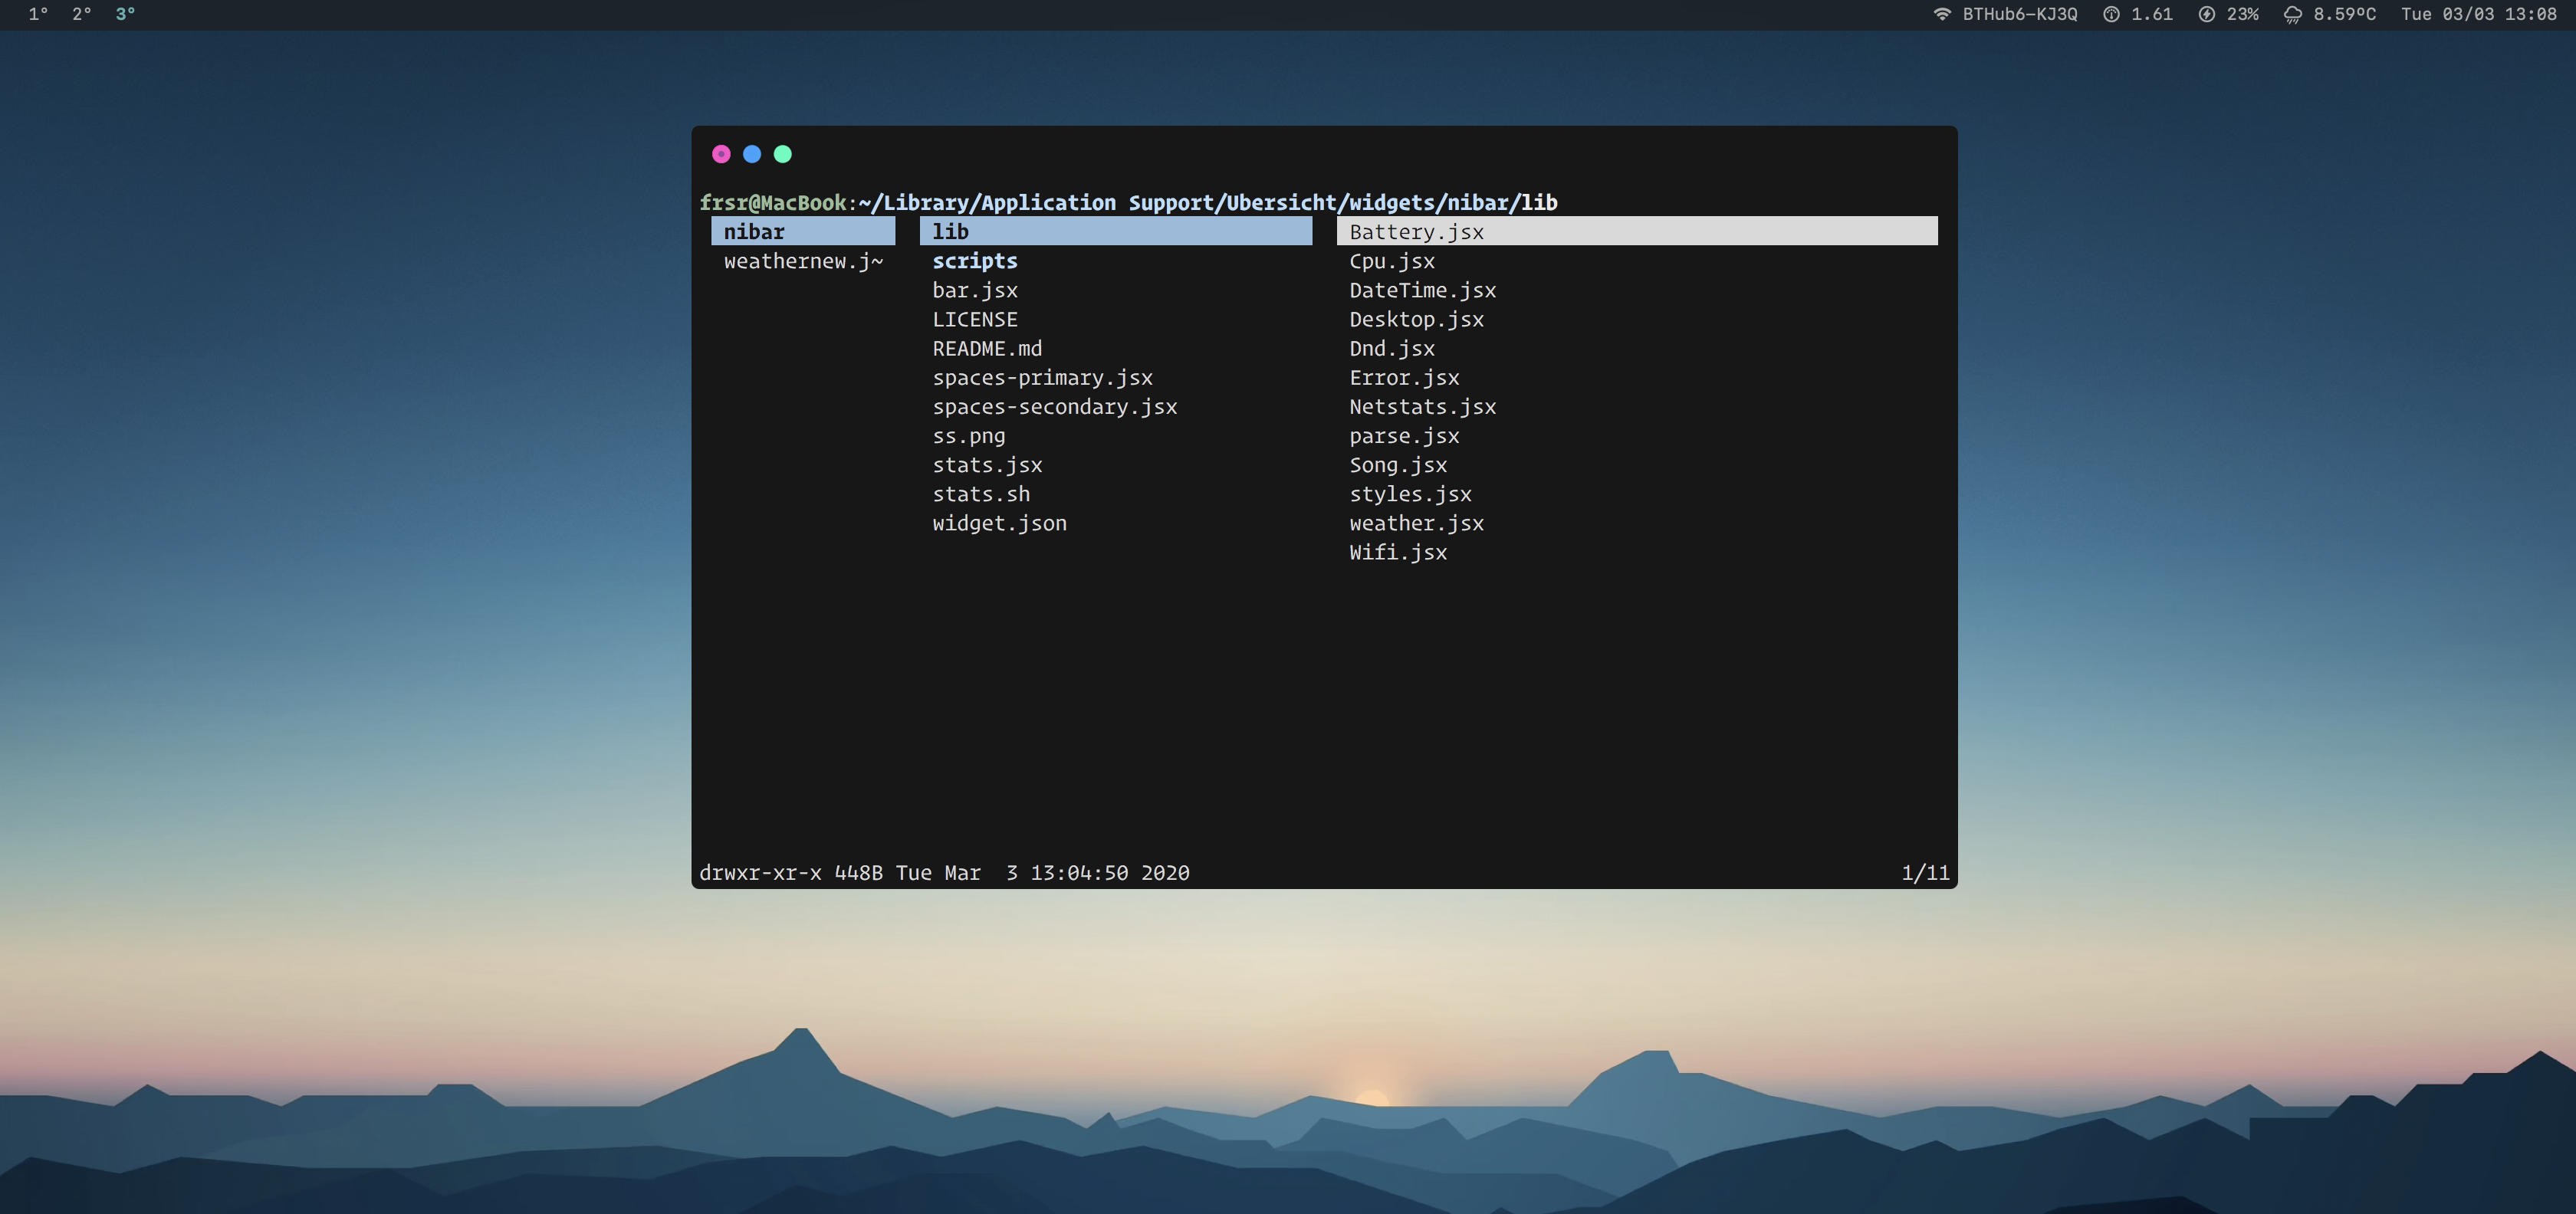 1° 2° 3° BTHub6-KJ3Q 1.61 23% 8.59ºC Tue 03/03 13:08
frsr@MacBook:~/Library/Application Support/Ubersicht/widgets/nibar/lib
nibar lib Battery.jsx
weathernew.j~ scripts Cpu.jsx
bar.jsx DateTime.jsx
LICENSE Desktop.jsx
README.md Dnd.jsx
spaces-primary.jsx Error.jsx
spaces-secondary.jsx Netstats.jsx
ss.png parse.jsx
stats.jsx Song.jsx
stats.sh styles.jsx
widget.json weather.jsx
Wifi.jsx
drwxr-xr-x 448B Tue Mar  3 13:04:50 2020 1/11